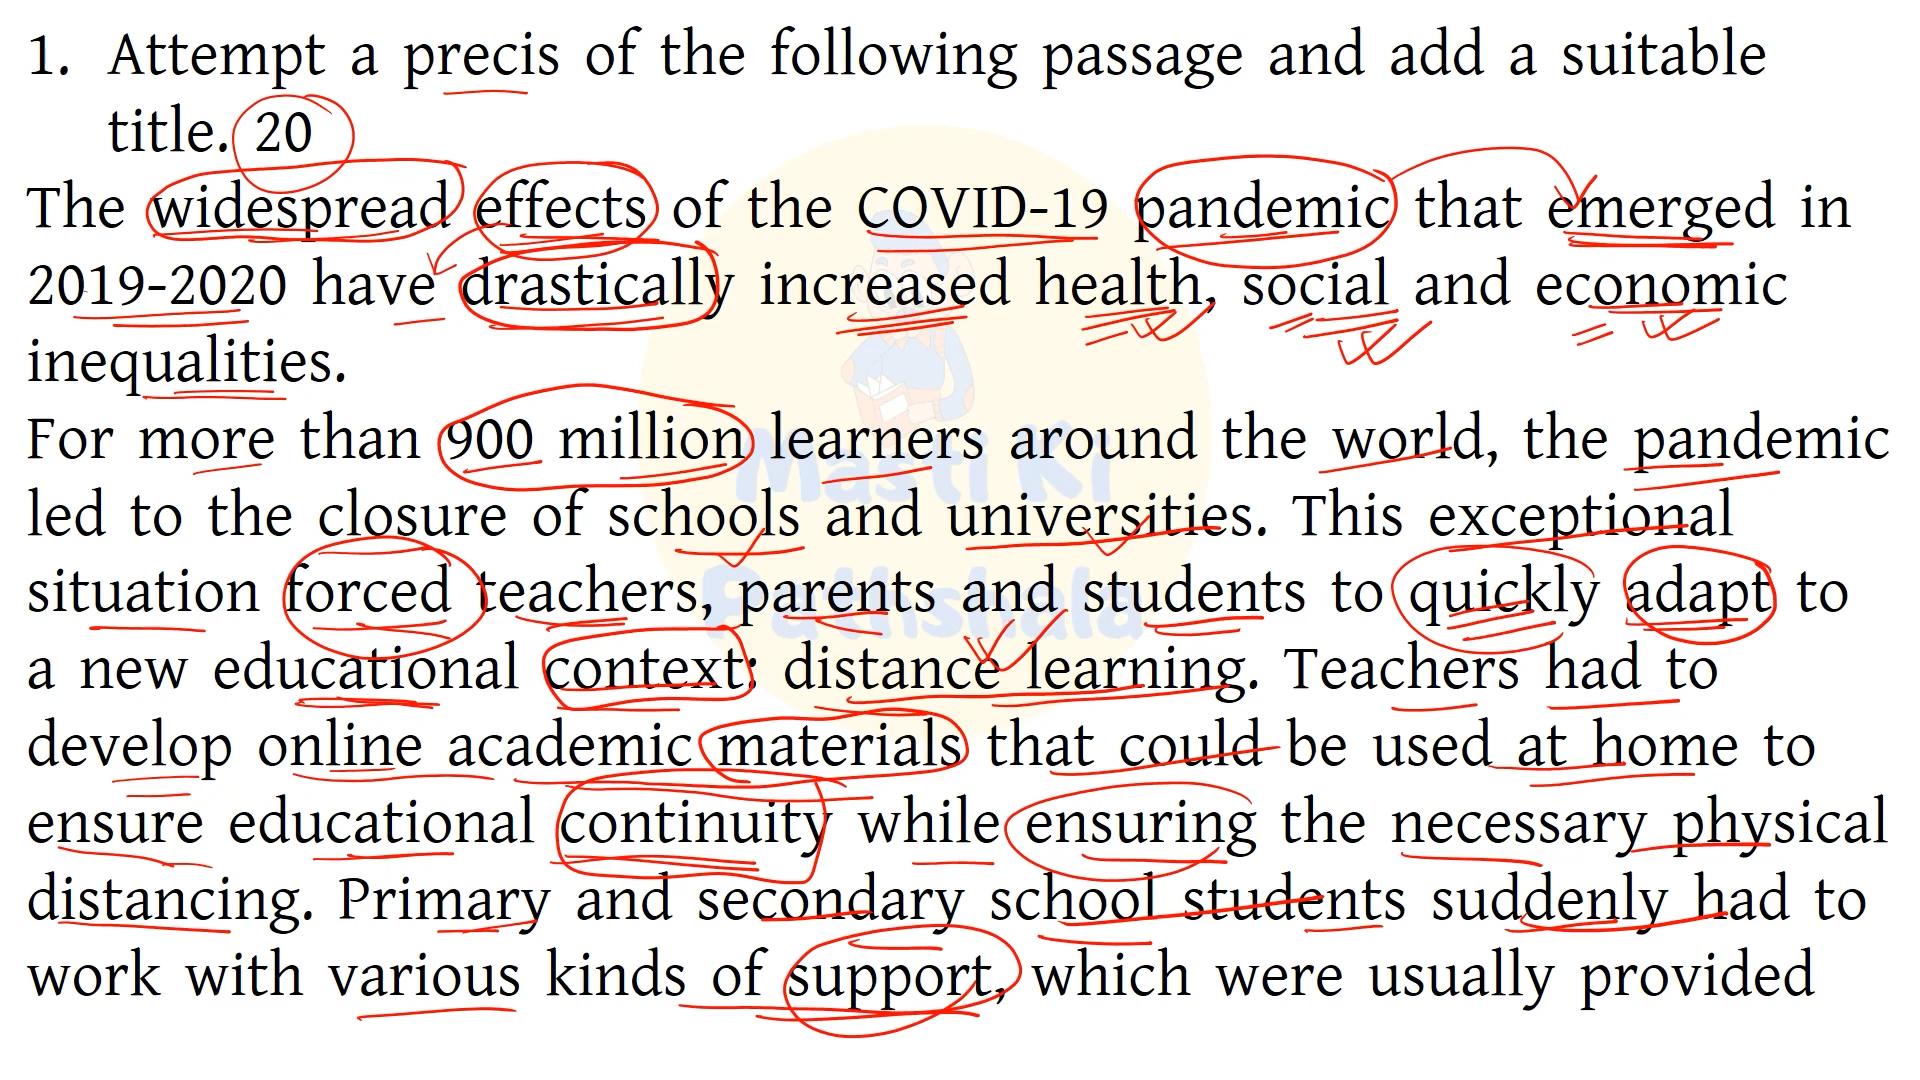 1. Attempt a precis of the following passage and add a suitable
title. 20
The widespread effects of the COVID-19 pandemic that emerged in
2019-2020 have drastically increased health, social and economic
inequalities.
For more than 900 million learners around the world, the pandemic
led to the closure of schools and universities. This exceptional
situation forced teachers, parents and students to quickly adapt to
a new educational context: distance learning. Teachers had to
develop online academic materials that could be used at home to
ensure educational continuity while ensuring the necessary physical
distancing. Primary and secondary school students suddenly had to
work with various kinds of support, which were usually provided
Masti Ki
Pathshala